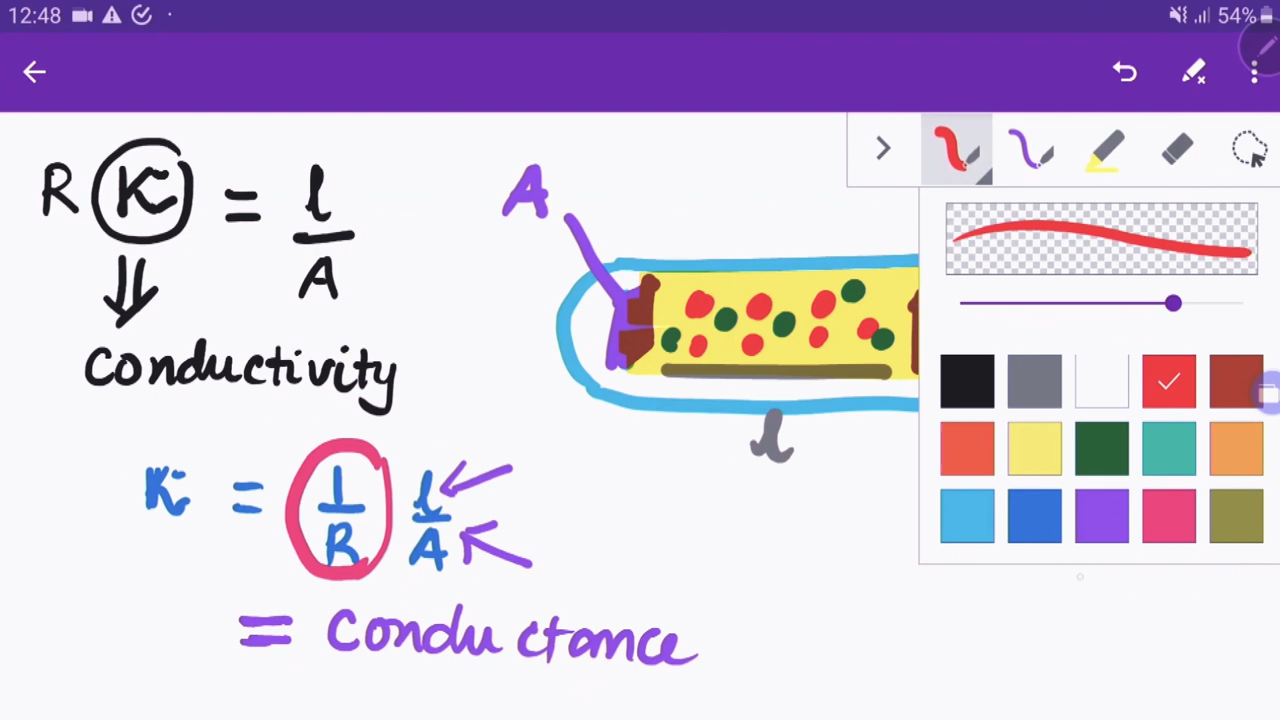 12:48 54%
R K = l
A
A
Conductivity
l
K = 1 l
R A
= Conductance